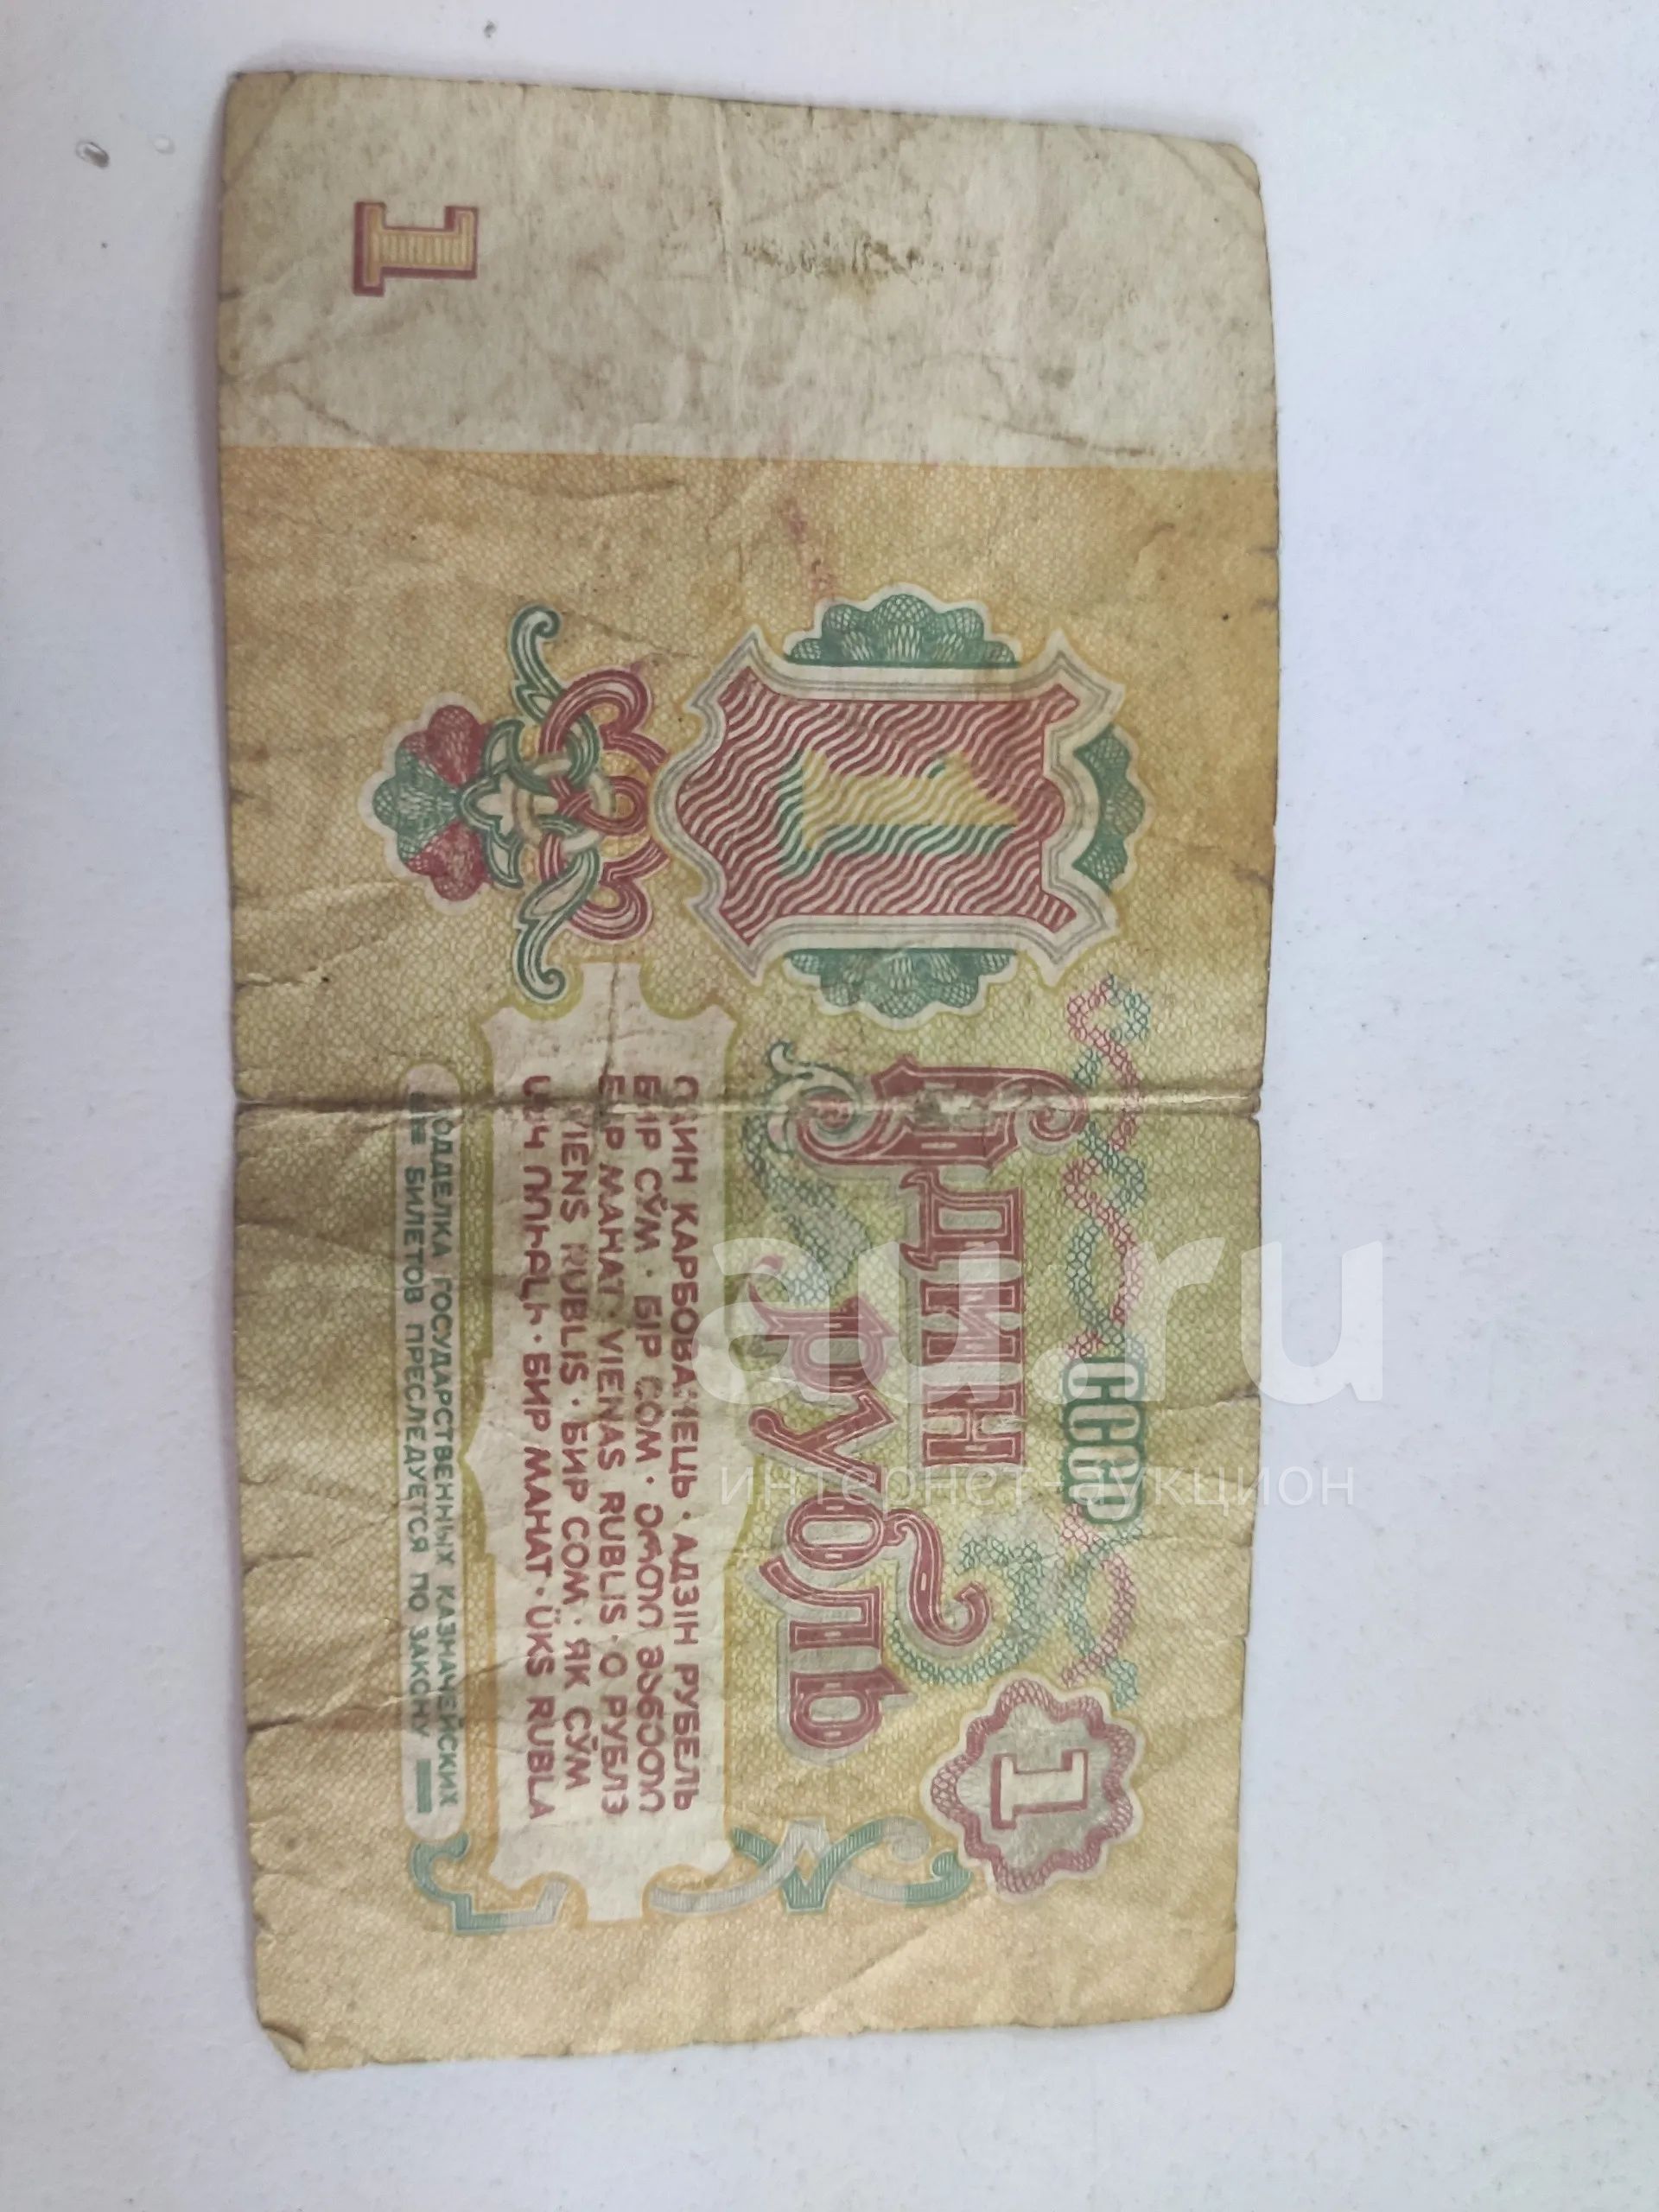 СССР
1
ОДИН
РУБЛЬ
1
ОДИН КАРБОВАНЕЦЬ · АДЗІН РУБЕЛЬ
БИР СЎМ · БІР СОМ · ერთი მანეთი
БИР МАНАТ · VIENAS RUBLIS · О РУБЛЭ
VIENS RUBLIS · БИР СОМ · ЯК СӮМ
ՄԵԿ ՌՈՒԲԼԻ · БИР МАНАТ · ÜKS RUBLA
ПОДДЕЛКА ГОСУДАРСТВЕННЫХ КАЗНАЧЕЙСКИХ
БИЛЕТОВ ПРЕСЛЕДУЕТСЯ ПО ЗАКОНУ
1
au.ru
интернет-аукцион